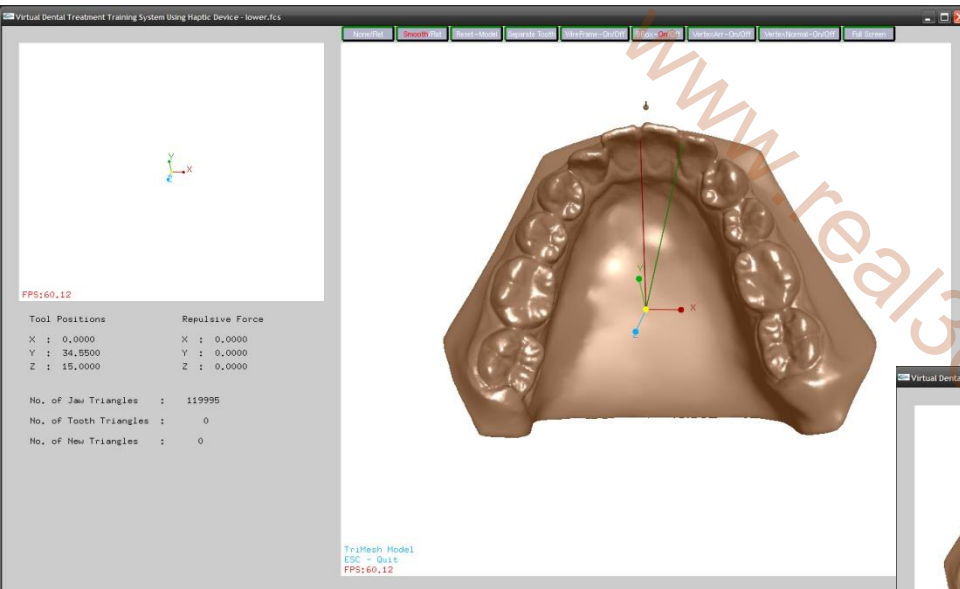 Virtual Dental Treatment Training System Using Haptic Device - lower.fcs
None/Flat Smooth/Flat Reset-Model Separate Tooth WireFrame-On/Off On/Off VertexArr-On/Off VertexNormal-On/Off Full Screen
Y
X
Z
FPS:60.12
Tool Positions Repulsive Force
X : 0.0000 X : 0.0000
Y : 34.5500 Y : 0.0000
Z : 15.0000 Z : 0.0000
No. of Jaw Triangles : 119995
No. of Tooth Triangles : 0
No. of New Triangles : 0
Y
X
Z
TriMesh Model
ESC - Quit
FPS:60.12
www.real3
Virtual Denta